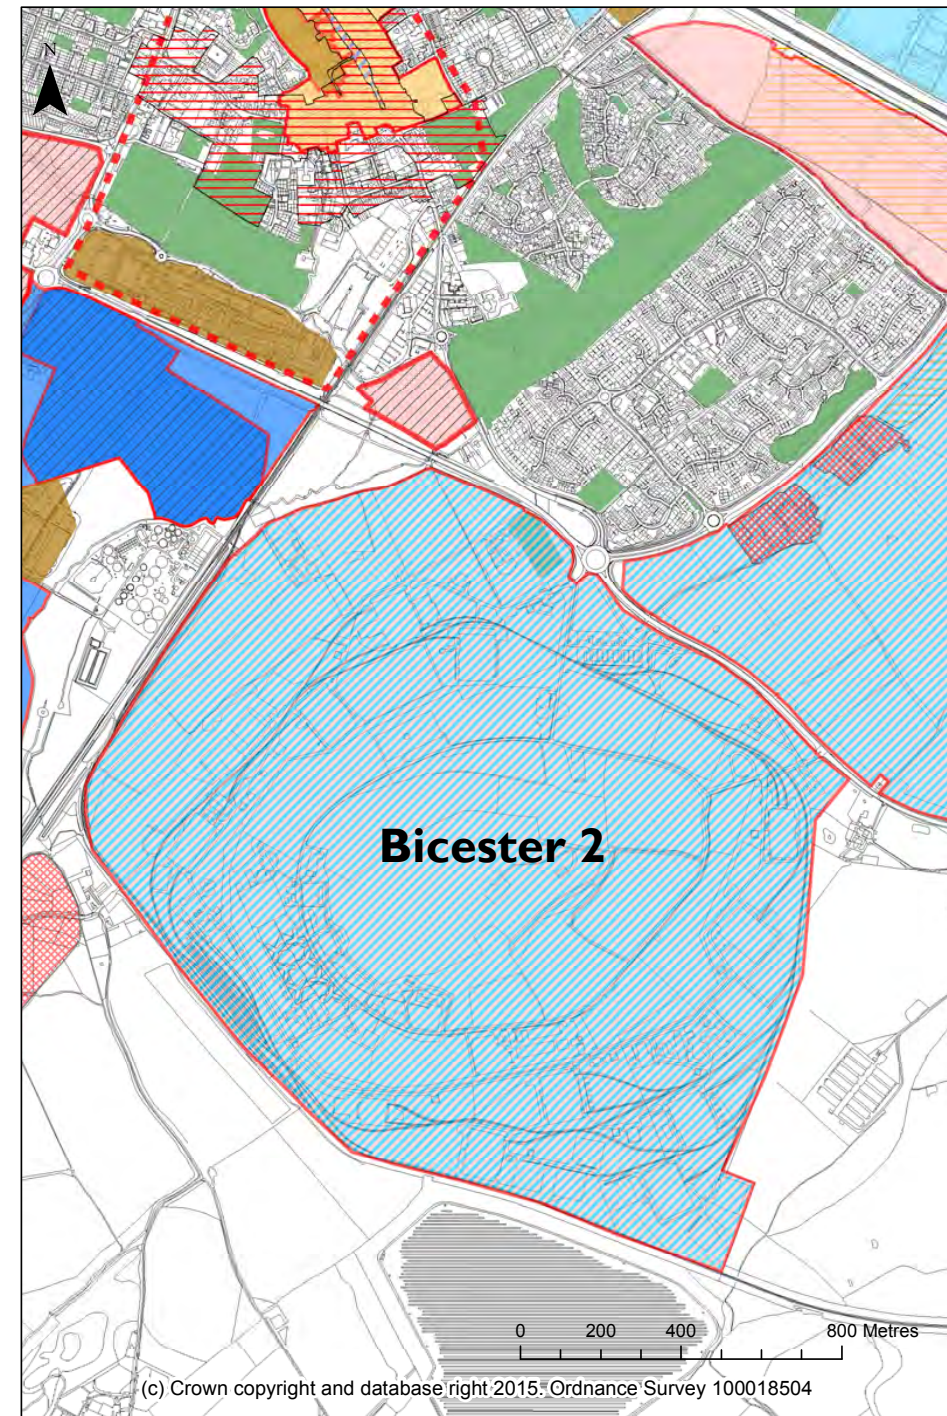 N
Bicester 2
0 200 400 800 Metres
(c) Crown copyright and database right 2015. Ordnance Survey 100018504